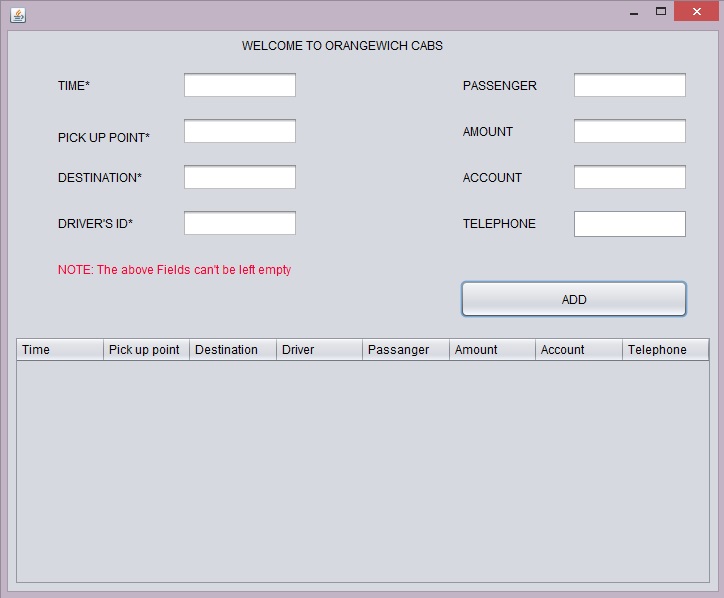 WELCOME TO ORANGEWICH CABS
TIME*
PASSENGER
PICK UP POINT*
AMOUNT
DESTINATION*
ACCOUNT
DRIVER'S ID*
TELEPHONE
NOTE: The above Fields can't be left empty
ADD
Time Pick up point Destination Driver Passanger Amount Account Telephone